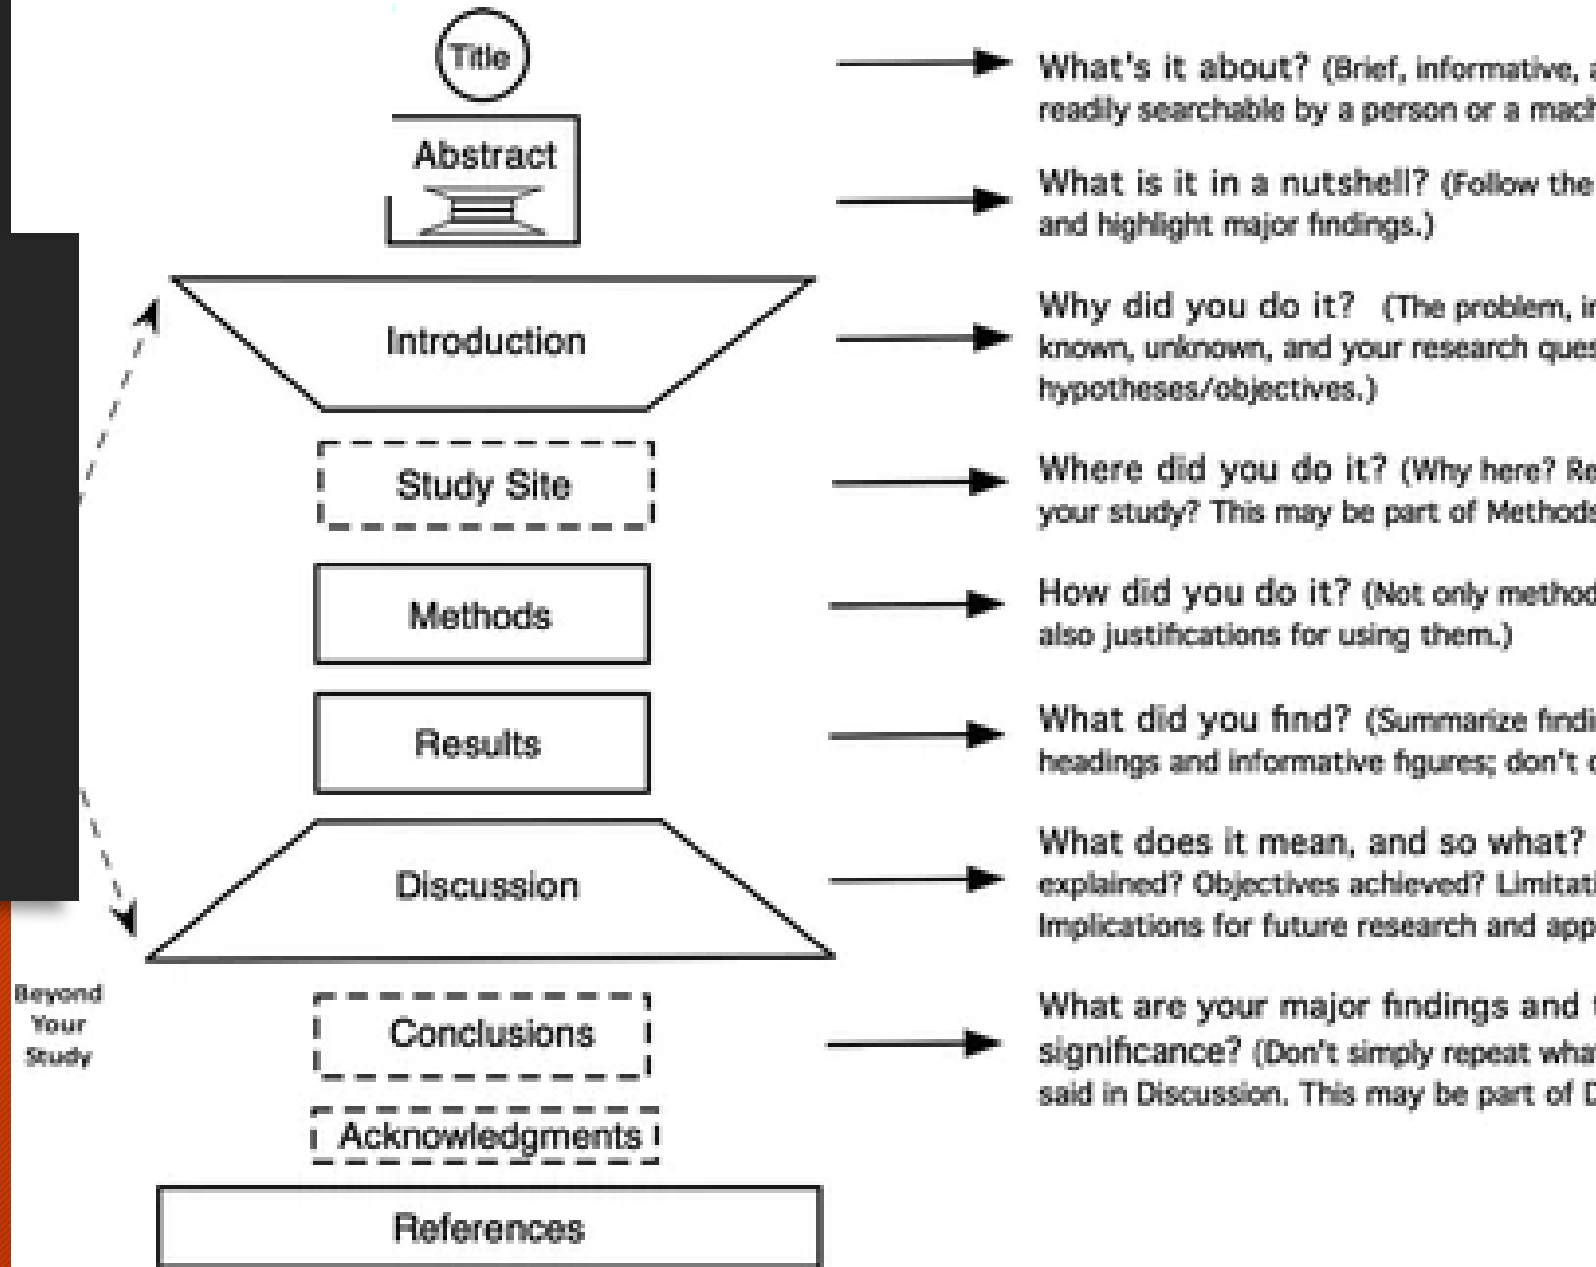 Title
What's it about? (Brief, informative,
readily searchable by a person or a
Abstract
What is it in a nutshell? (Follow the
and highlight major findings.)
Introduction
Why did you do it? (The problem,
known, unknown, and your research
hypotheses/objectives.)
Study Site
Where did you do it? (Why here?
your study? This may be part of Methods
Methods
How did you do it? (Not only
also justifications for using them.)
Results
What did you find? (Summarize
headings and informative figures; don't
Discussion
What does it mean, and so what?
explained? Objectives achieved?
Implications for future research and
Beyond
Your
Study
Conclusions
What are your major findings and
significance? (Don't simply repeat
said in Discussion. This may be part of
Acknowledgments
References